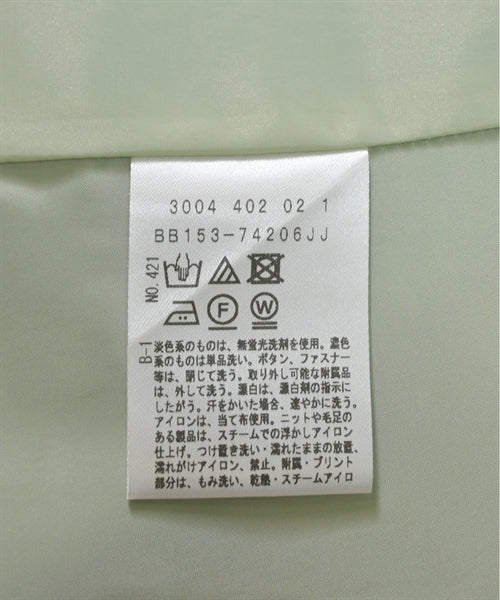 3004 402 02 1
BB153-74206JJ
NO.421
F
W
B-1
淡色系のものは、無蛍光洗剤を使用。濃色
系のものは単品洗い。ボタン、ファスナー
等は、閉じて洗う。取り外し可能な附属品
は、外して洗う。漂白は、漂白剤の指示に
したがう。汗をかいた場合、速やかに洗う。
アイロンは、当て布使用。ニットや毛足の
ある製品は、スチームでの浮かしアイロン
仕上げ。つけ置き洗い・濡れたままの放置、
濡れがけアイロン、禁止。附属・プリント
部分は、もみ洗い、乾熱・スチームアイロ